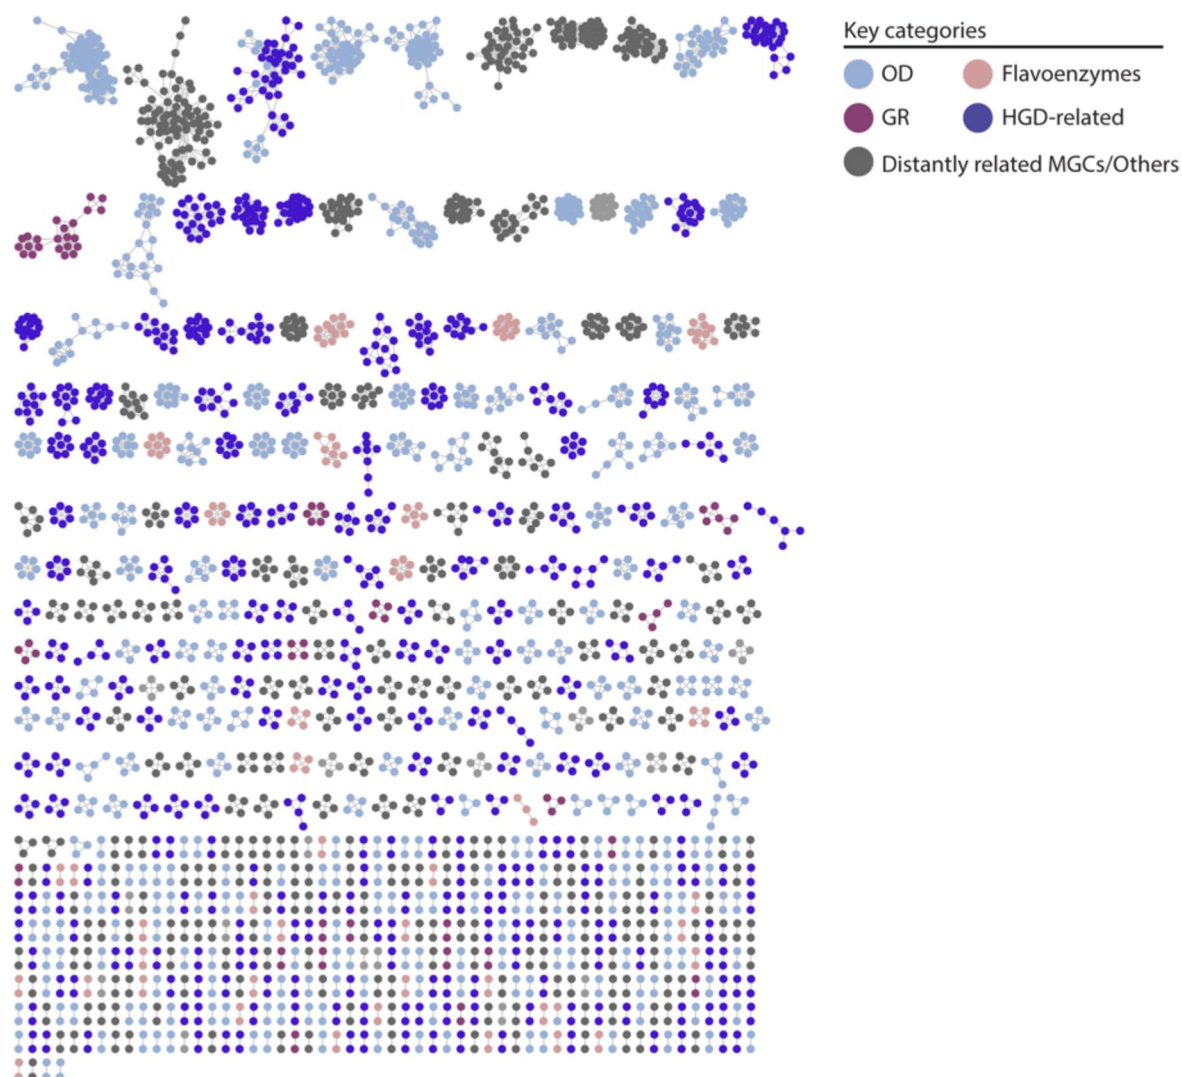 Key categories
OD
Flavoenzymes
GR
HGD-related
Distantly related MGCs/Others